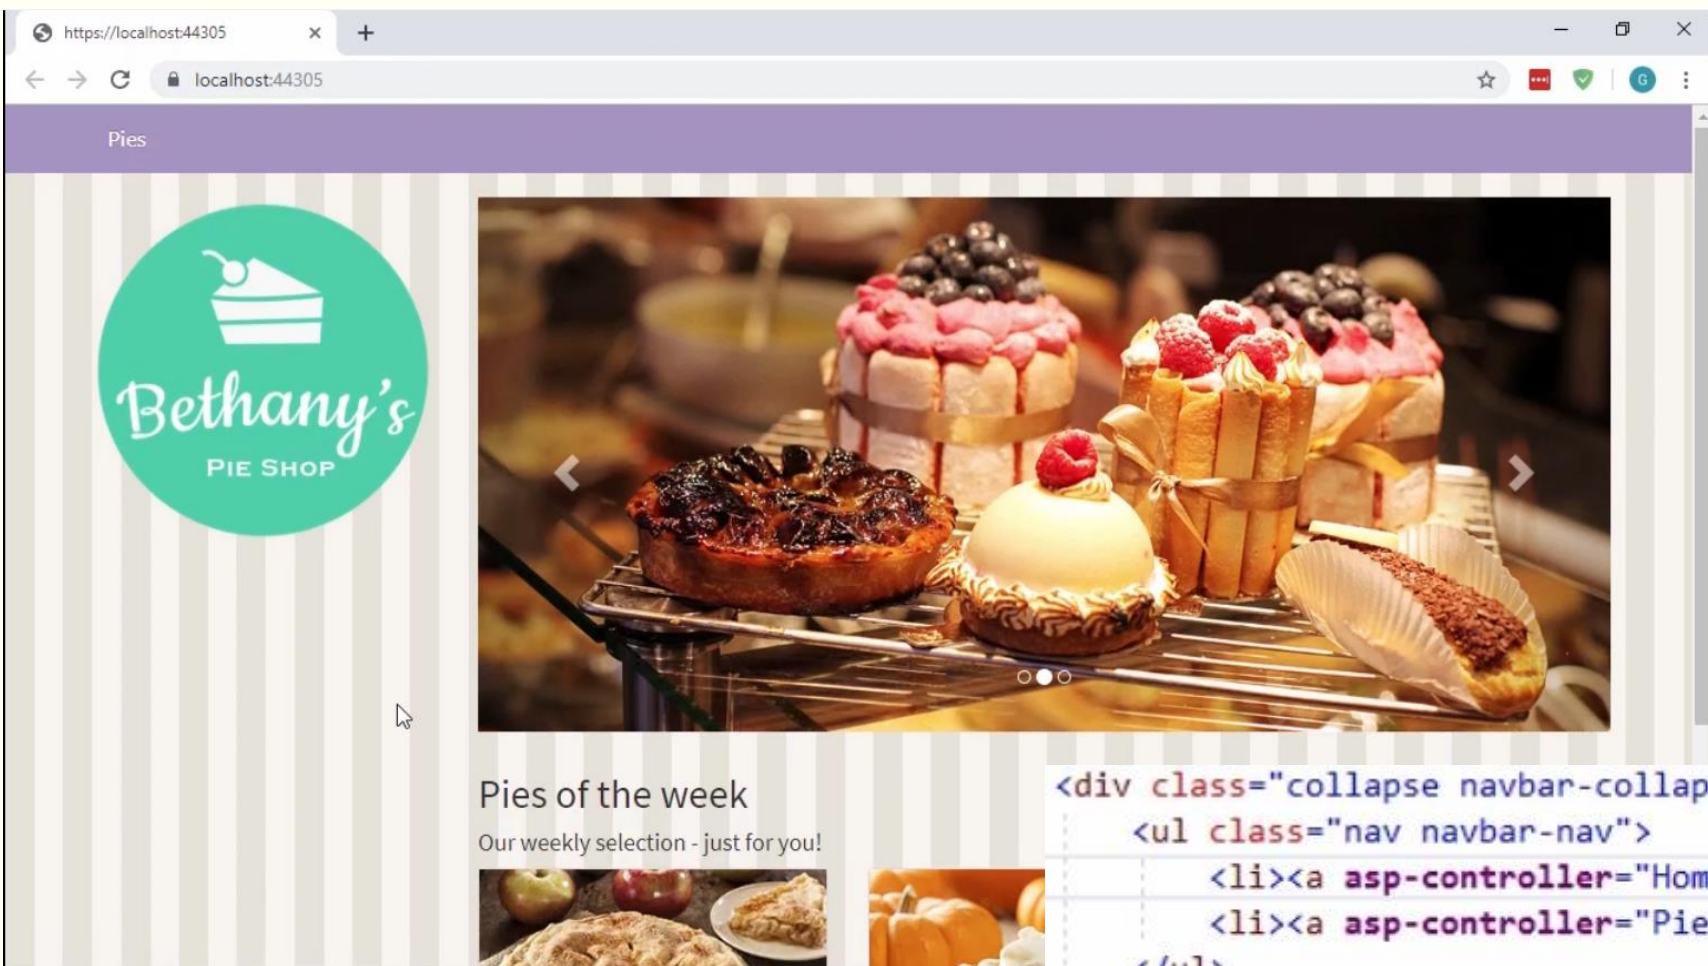 https://localhost:44305
localhost:44305
G
Pies
Bethany's
PIE SHOP
Pies of the week
Our weekly selection - just for you!
<div class="collapse navbar-collap
<ul class="nav navbar-nav">
<li><a asp-controller="Hom
<li><a asp-controller="Pie
</ul>